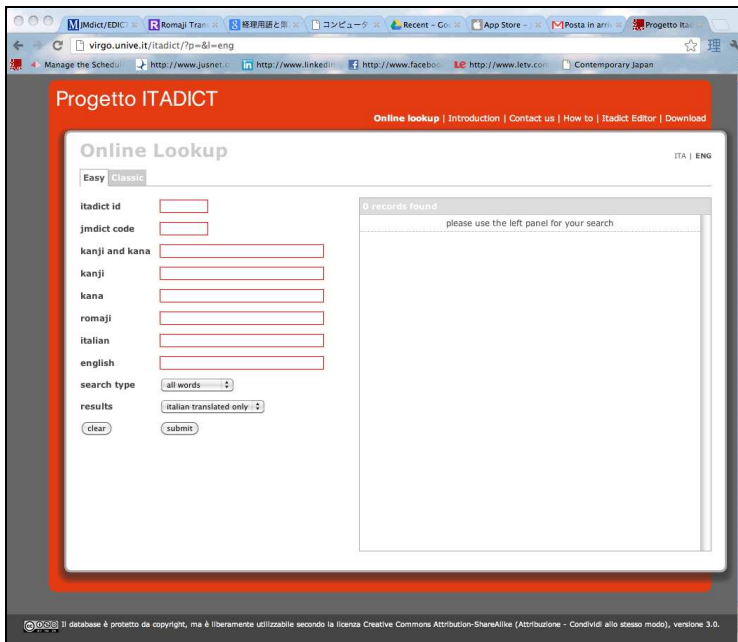 JMdict/EDICT
Romaji Tran
経理用語と即
コンピュータ
Recent - Goo
App Store -
Posta in arriv
Progetto Itad
virgo.unive.it/itadict/?p=&l=eng
理
Manage the Schedul
http://www.jusnet.c
http://www.linkedin
http://www.faceboo
http://www.letv.com
Contemporary Japan
Progetto ITADICT
Online lookup | Introduction | Contact us | How to | Itadict Editor | Download
Online Lookup
ITA | ENG
Easy Classic
itadict id
jmdict code
kanji and kana
kanji
kana
romaji
italian
english
search type all words
results italian translated only
clear submit
0 records found
please use the left panel for your search
Il database è protetto da copyright, ma è liberamente utilizzabile secondo la licenza Creative Commons Attribution-ShareAlike (Attribuzione - Condividi allo stesso modo), versione 3.0.